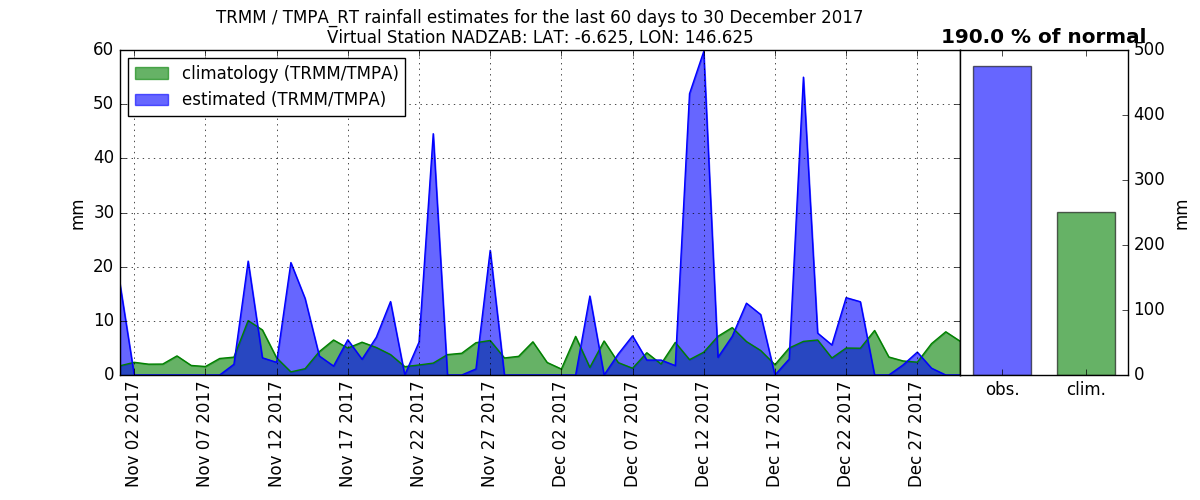 TRMM / TMPA_RT rainfall estimates for the last 60 days to 30 December 2017
Virtual Station NADZAB: LAT: -6.625, LON: 146.625
190.0 % of normal
climatology (TRMM/TMPA)
estimated (TRMM/TMPA)
60
50
40
30
20
10
0
mm
500
400
300
200
100
0
mm
obs.
clim.
Nov 02 2017
Nov 07 2017
Nov 12 2017
Nov 17 2017
Nov 22 2017
Nov 27 2017
Dec 02 2017
Dec 07 2017
Dec 12 2017
Dec 17 2017
Dec 22 2017
Dec 27 2017